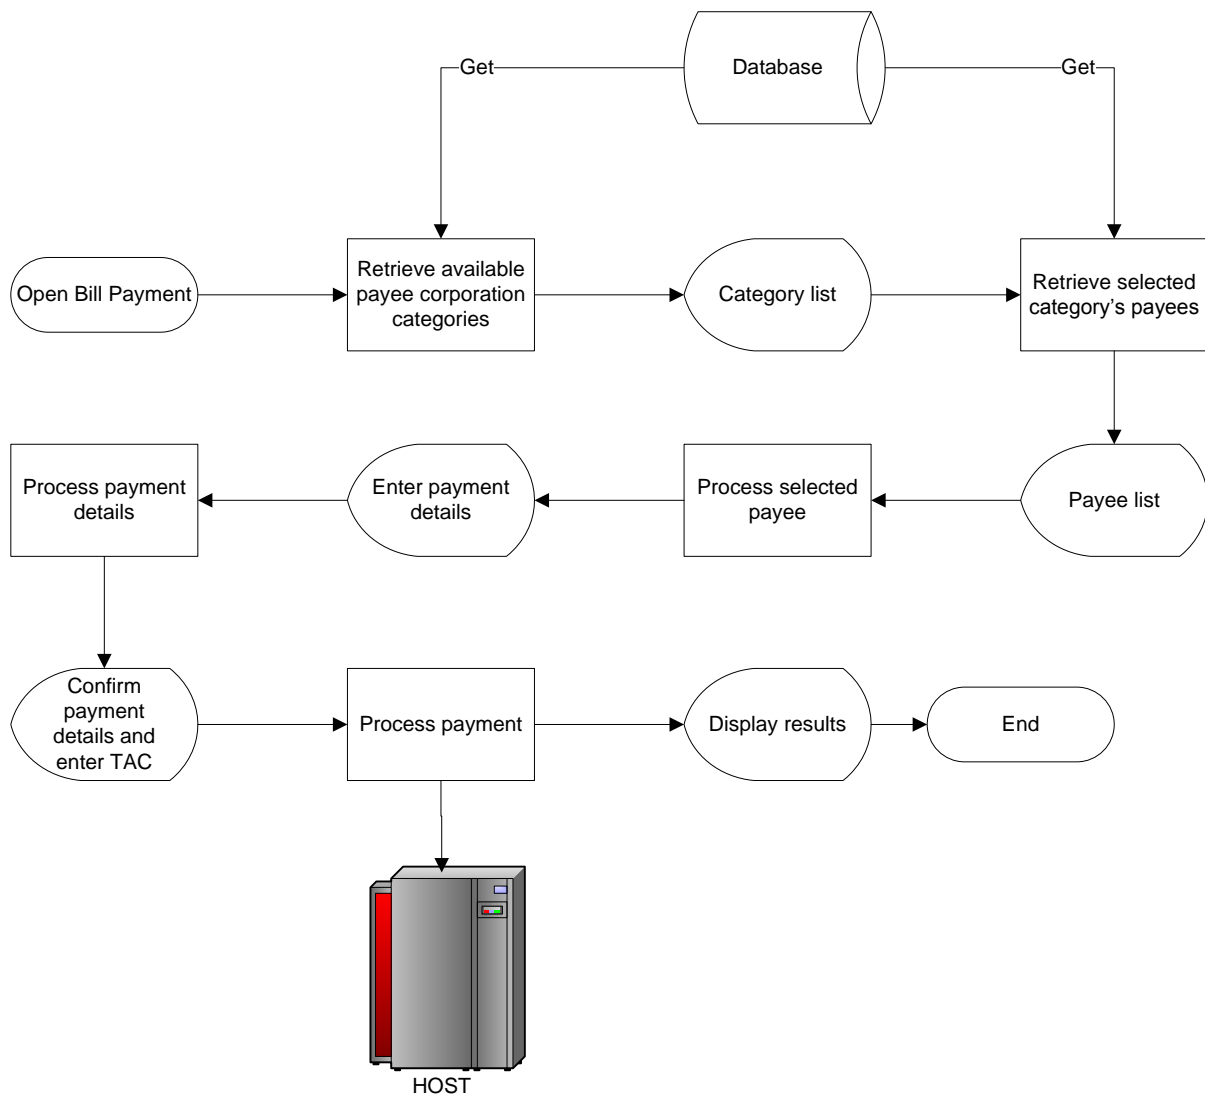 Get
Database
Get
Open Bill Payment
Retrieve available
payee corporation
categories
Category list
Retrieve selected
category’s payees
Process payment
details
Enter payment
details
Process selected
payee
Payee list
Confirm
payment
details and
enter TAC
Process payment
Display results
End
HOST